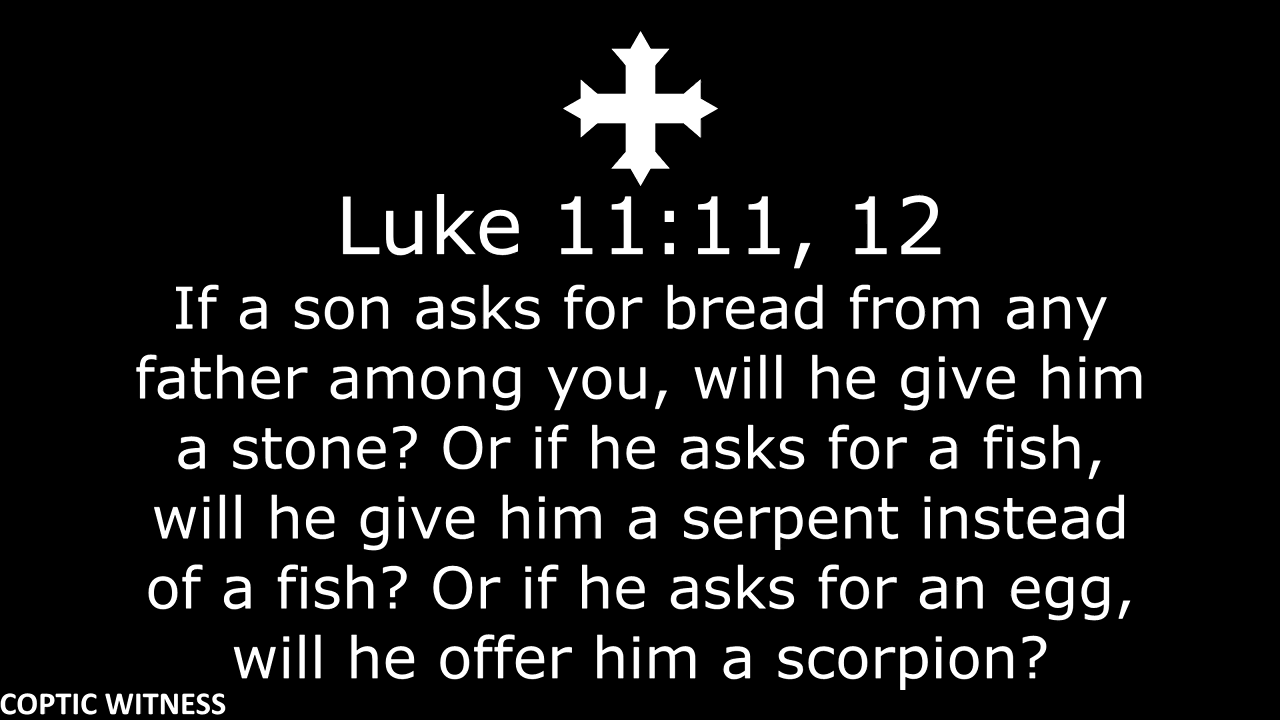 Luke 11:11, 12
If a son asks for bread from any
father among you, will he give him
a stone? Or if he asks for a fish,
will he give him a serpent instead
of a fish? Or if he asks for an egg,
will he offer him a scorpion?
COPTIC WITNESS